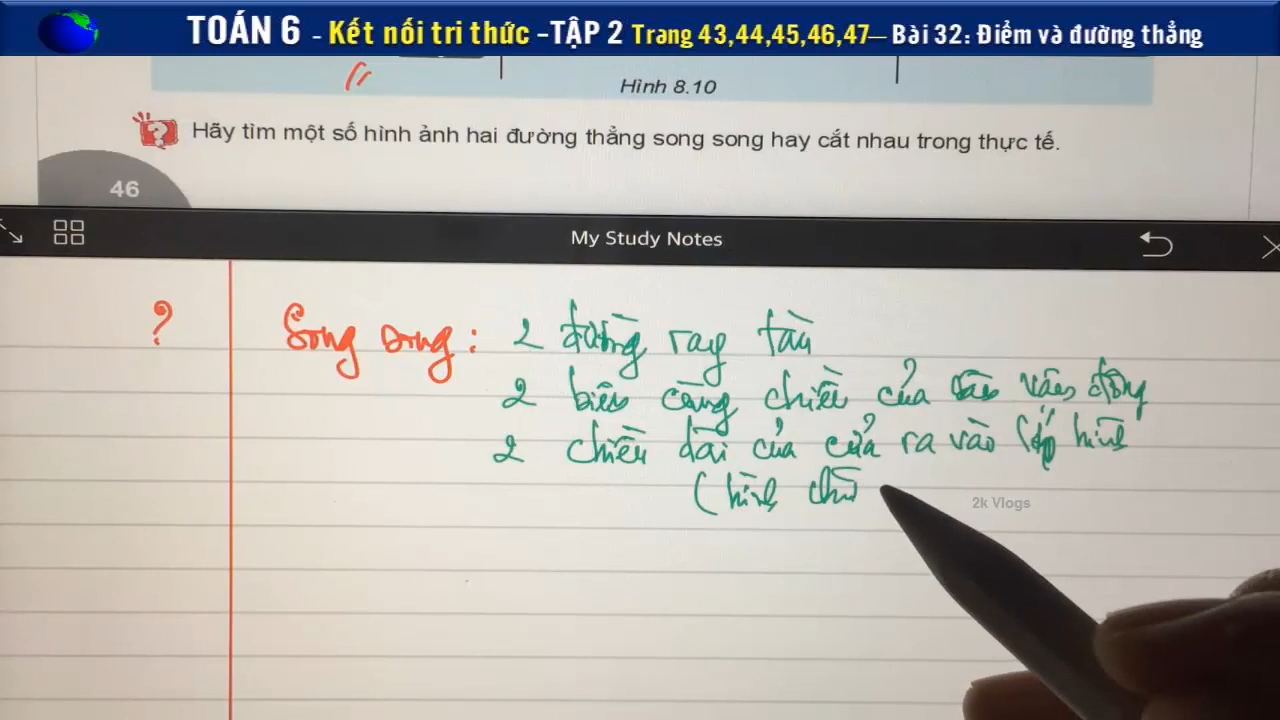 TOÁN 6 - Kết nối tri thức -TẬP 2 Trang 43,44,45,46,47- Bài 32: Điểm và đường thẳng
Hình 8.10
Hãy tìm một số hình ảnh hai đường thẳng song song hay cắt nhau trong thực tế.
46
My Study Notes
? Song song: 2 đường ray tàu
2 biên cùng chiều của sân vận động
2 chiều dài của cửa ra vào lớp hình
(hình chữ
2k Vlogs